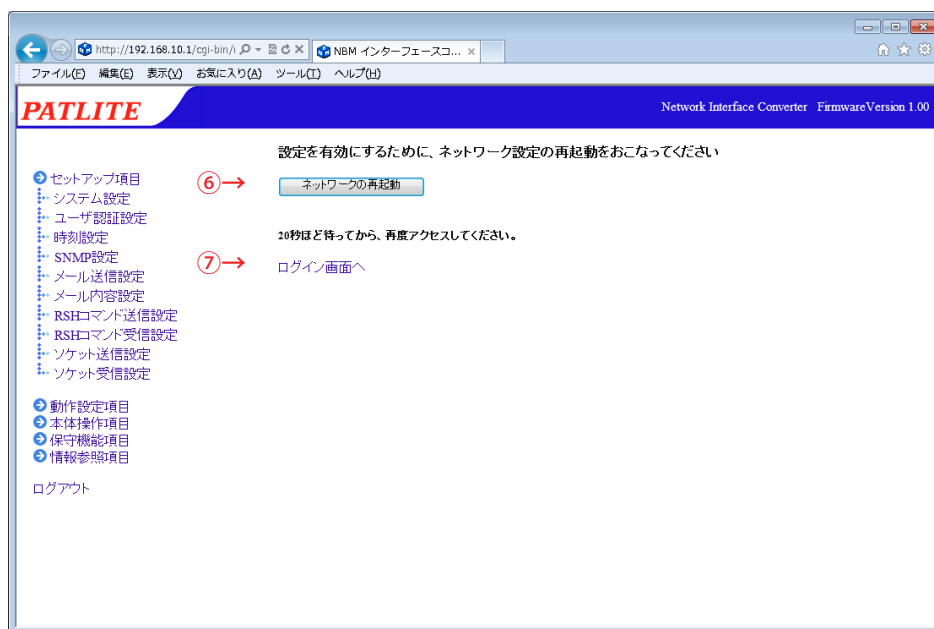 http://192.168.10.1/cgi-bin/i
NBM インターフェースコ...
ファイル(F) 編集(E) 表示(V) お気に入り(A) ツール(T) ヘルプ(H)
PATLITE
Network Interface Converter FirmwareVersion 1.00
設定を有効にするために、ネットワーク設定の再起動をおこなってください
セットアップ項目
⑥→ ネットワークの再起動
システム設定
ユーザ認証設定
時刻設定
20秒ほど待ってから、再度アクセスしてください。
SNMP設定
⑦→ ログイン画面へ
メール送信設定
メール内容設定
RSHコマンド送信設定
RSHコマンド受信設定
ソケット送信設定
ソケット受信設定
動作設定項目
本体操作項目
保守機能項目
情報参照項目
ログアウト